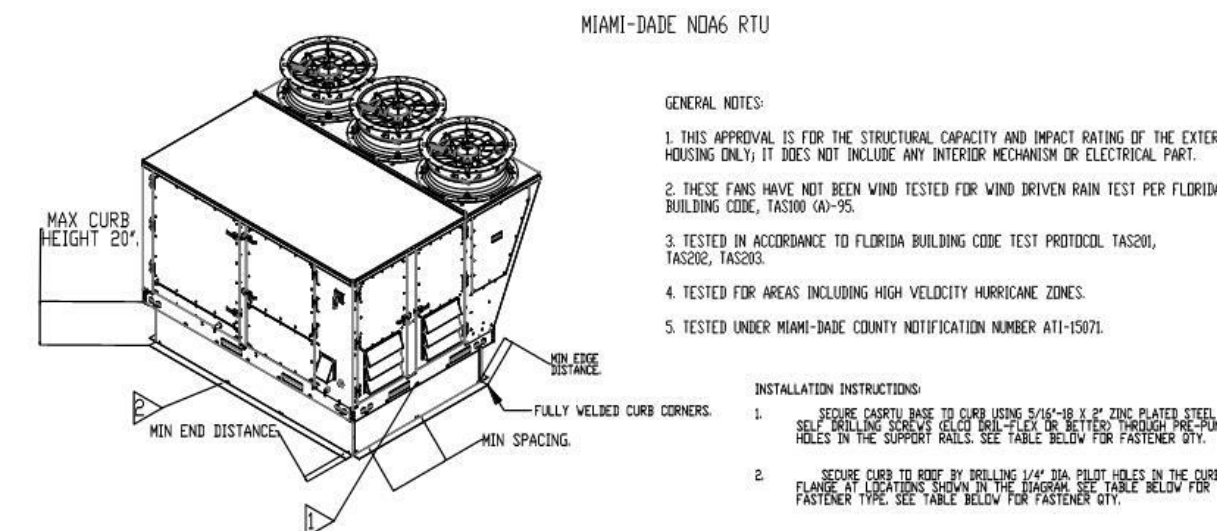 MIAMI-DADE NOA6 RTU
GENERAL NOTES:
1. THIS APPROVAL IS FOR THE STRUCTURAL CAPACITY AND IMPACT RATING OF THE EXTER
HOUSING ONLY; IT DOES NOT INCLUDE ANY INTERIOR MECHANISM OR ELECTRICAL PART.
2. THESE FANS HAVE NOT BEEN WIND TESTED FOR WIND DRIVEN RAIN TEST PER FLORIDA
BUILDING CODE, TAS100 (A)-95.
3. TESTED IN ACCORDANCE TO FLORIDA BUILDING CODE TEST PROTOCOL TAS201,
TAS202, TAS203.
4. TESTED FOR AREAS INCLUDING HIGH VELOCITY HURRICANE ZONES.
5. TESTED UNDER MIAMI-DADE COUNTY NOTIFICATION NUMBER ATI-15071.
MAX CURB
HEIGHT 20".
MIN EDGE
DISTANCE.
FULLY WELDED CURB CORNERS.
2
MIN END DISTANCE
MIN SPACING.
1
INSTALLATION INSTRUCTIONS:
1. SECURE CASRTU BASE TO CURB USING 5/16"-18 X 2" ZINC PLATED STEEL
SELF DRILLING SCREWS (ELCO DRIL-FLEX OR BETTER) THROUGH PRE-PUN
HOLES IN THE SUPPORT RAILS. SEE TABLE BELOW FOR FASTENER QTY.
2. SECURE CURB TO ROOF BY DRILLING 1/4" DIA. PILOT HOLES IN THE CURB
FLANGE AT LOCATIONS SHOWN IN THE DIAGRAM. SEE TABLE BELOW FOR
FASTENER TYPE. SEE TABLE BELOW FOR FASTENER QTY.